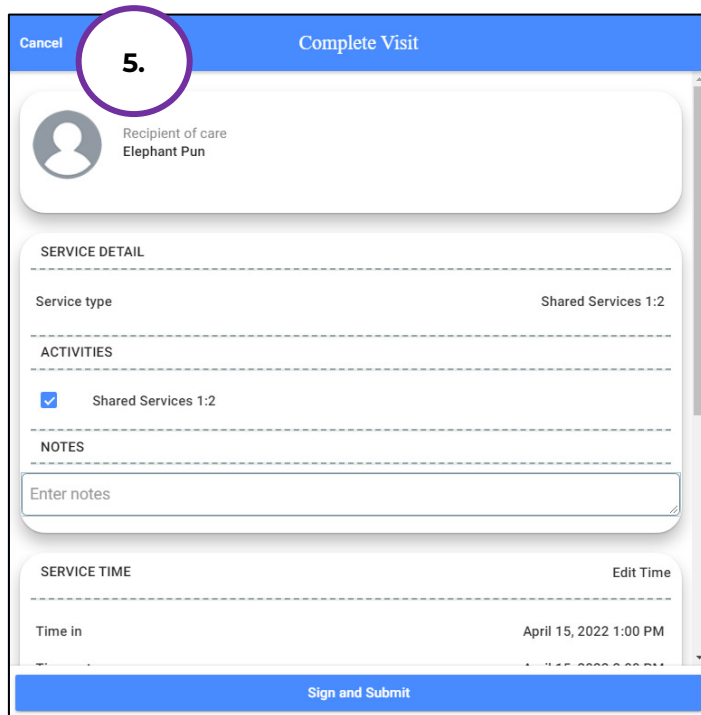 Cancel
5.
Complete Visit
Recipient of care
Elephant Pun
SERVICE DETAIL
Service type
Shared Services 1:2
ACTIVITIES
Shared Services 1:2
NOTES
Enter notes
SERVICE TIME
Edit Time
Time in
April 15, 2022 1:00 PM
Sign and Submit